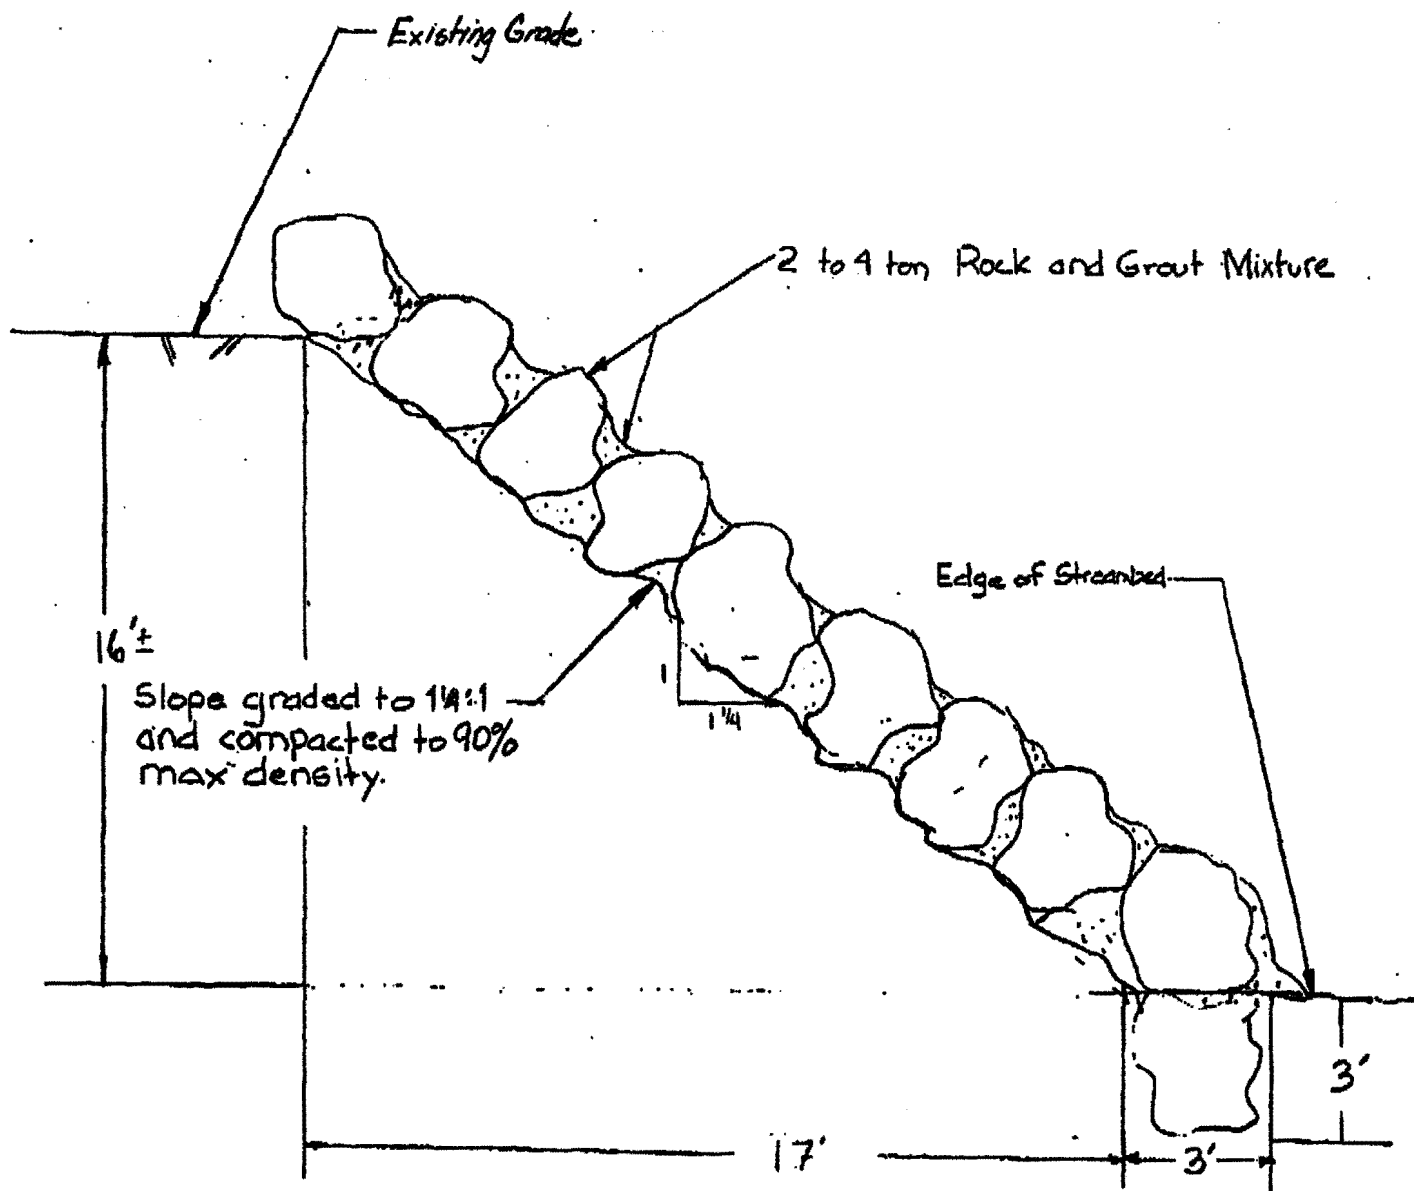 Existing Grade
2 to 4 ton Rock and Grout Mixture
Edge of Streambed
16'±
Slope graded to 1¼:1
and compacted to 90%
max density.
1
1¼
3'
17'
3'